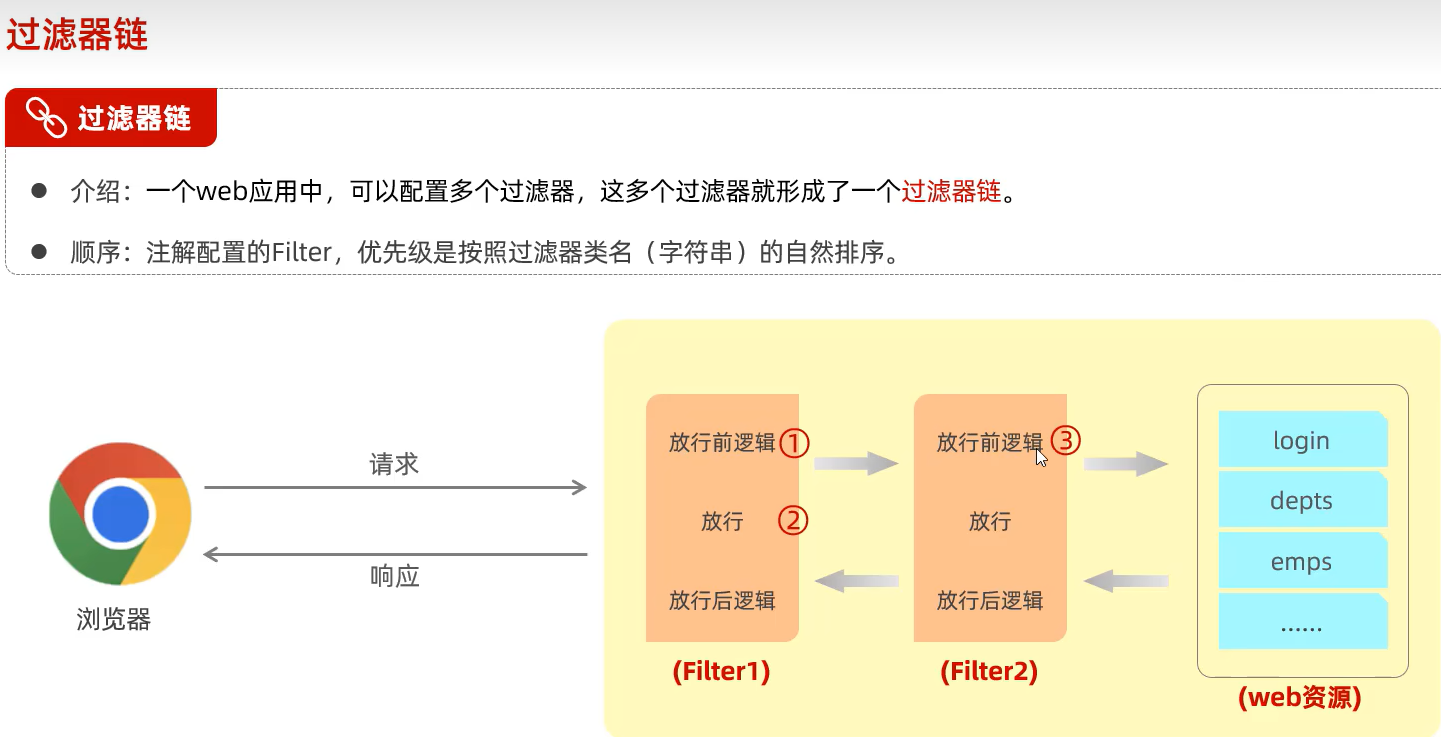 过滤器链
过滤器链
● 介绍：一个web应用中，可以配置多个过滤器，这多个过滤器就形成了一个过滤器链。
● 顺序：注解配置的Filter，优先级是按照过滤器类名（字符串）的自然排序。
请求
响应
浏览器
放行前逻辑①
放行 ②
放行后逻辑
(Filter1)
放行前逻辑③
放行
放行后逻辑
(Filter2)
login
depts
emps
……
(web资源)